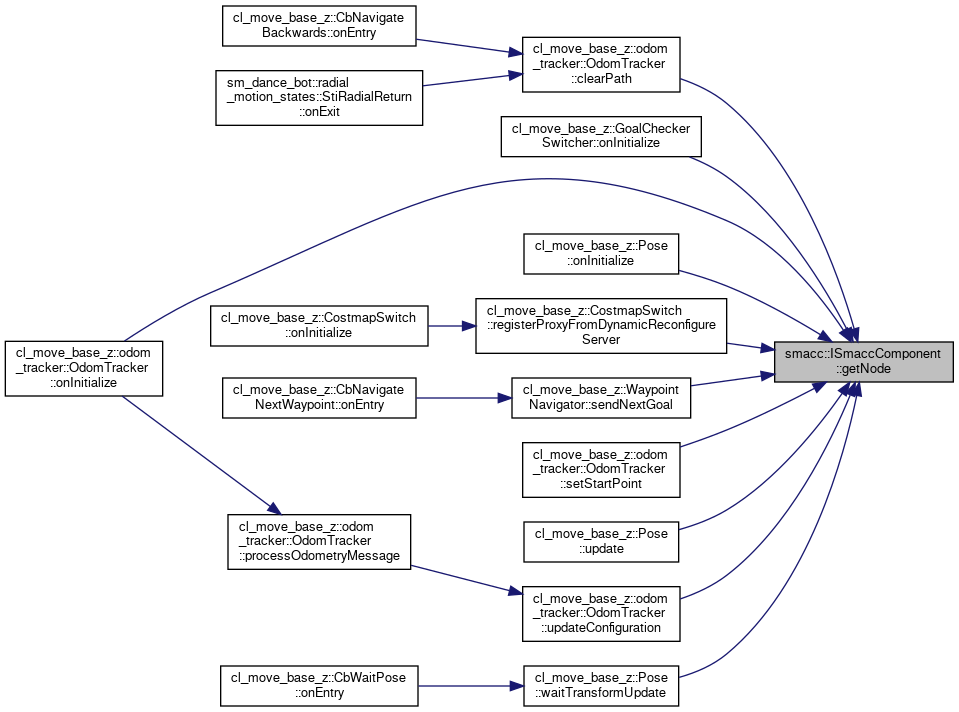 cl_move_base_z::CbNavigate
Backwards::onEntry
cl_move_base_z::odom
_tracker::OdomTracker
::clearPath
sm_dance_bot::radial
_motion_states::StiRadialReturn
::onExit
cl_move_base_z::GoalChecker
Switcher::onInitialize
cl_move_base_z::Pose
::onInitialize
cl_move_base_z::CostmapSwitch
::onInitialize
cl_move_base_z::CostmapSwitch
::registerProxyFromDynamicReconfigure
Server
cl_move_base_z::odom
_tracker::OdomTracker
::onInitialize
smacc::ISmaccComponent
::getNode
cl_move_base_z::CbNavigate
NextWaypoint::onEntry
cl_move_base_z::Waypoint
Navigator::sendNextGoal
cl_move_base_z::odom
_tracker::OdomTracker
::setStartPoint
cl_move_base_z::odom
_tracker::OdomTracker
::processOdometryMessage
cl_move_base_z::Pose
::update
cl_move_base_z::odom
_tracker::OdomTracker
::updateConfiguration
cl_move_base_z::CbWaitPose
::onEntry
cl_move_base_z::Pose
::waitTransformUpdate